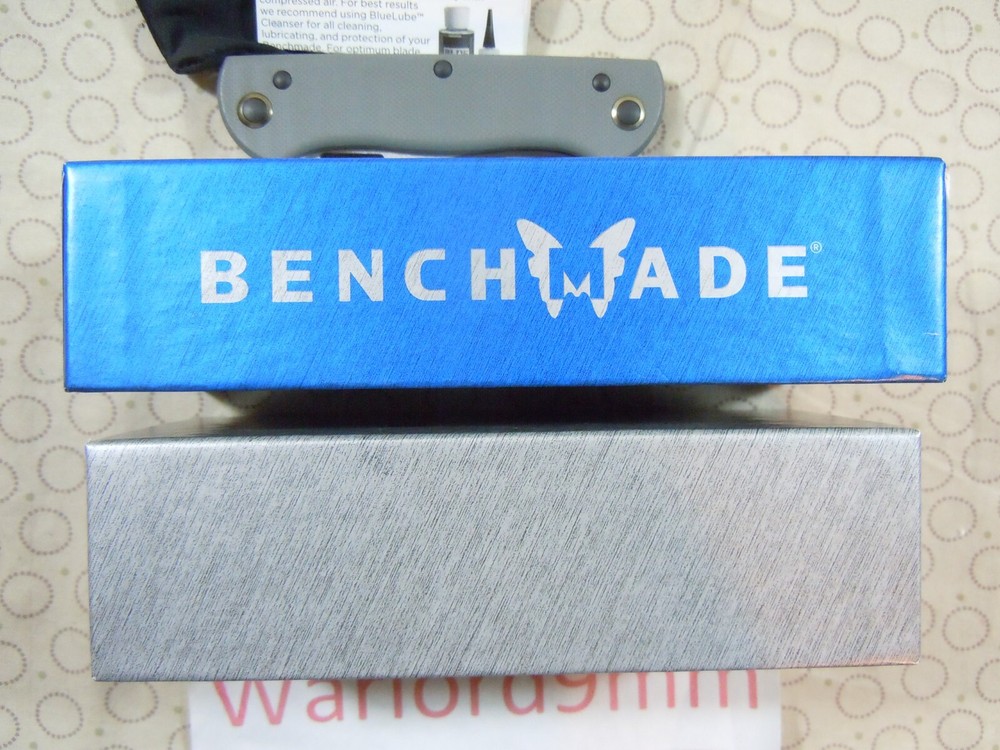 compressed air. For best results
we recommend using BlueLube™
Cleanser for all cleaning,
lubricating, and protection of your
Benchmade. For optimum blade
BENCHMADE®
Warlord9mm